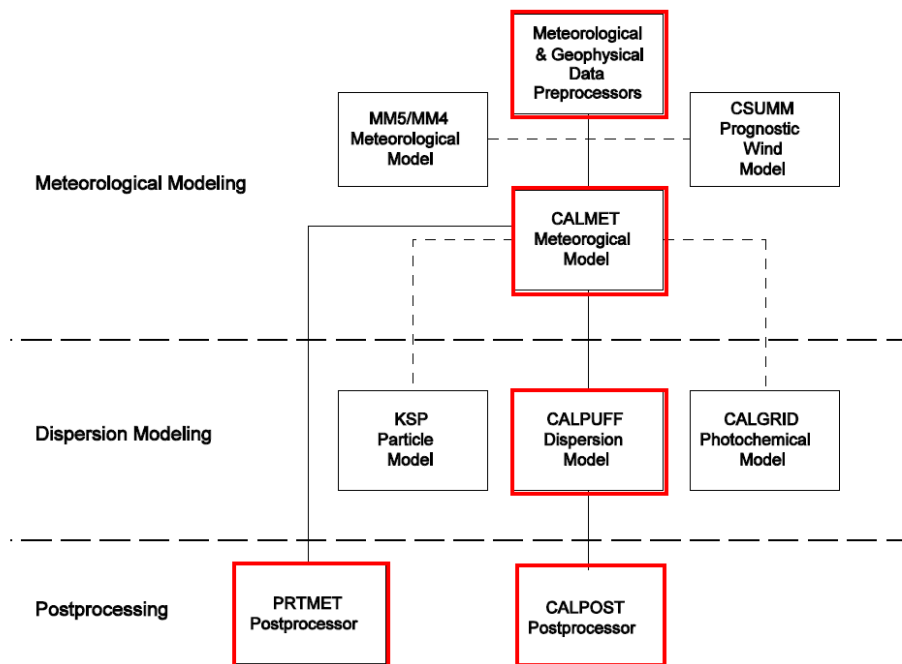 Meteorological
& Geophysical
Data
Preprocessors
MM5/MM4
Meteorological
Model
CSUMM
Prognostic
Wind
Model
Meteorological Modeling
CALMET
Meteorogical
Model
Dispersion Modeling
KSP
Particle
Model
CALPUFF
Dispersion
Model
CALGRID
Photochemical
Model
Postprocessing
PRTMET
Postprocessor
CALPOST
Postprocessor